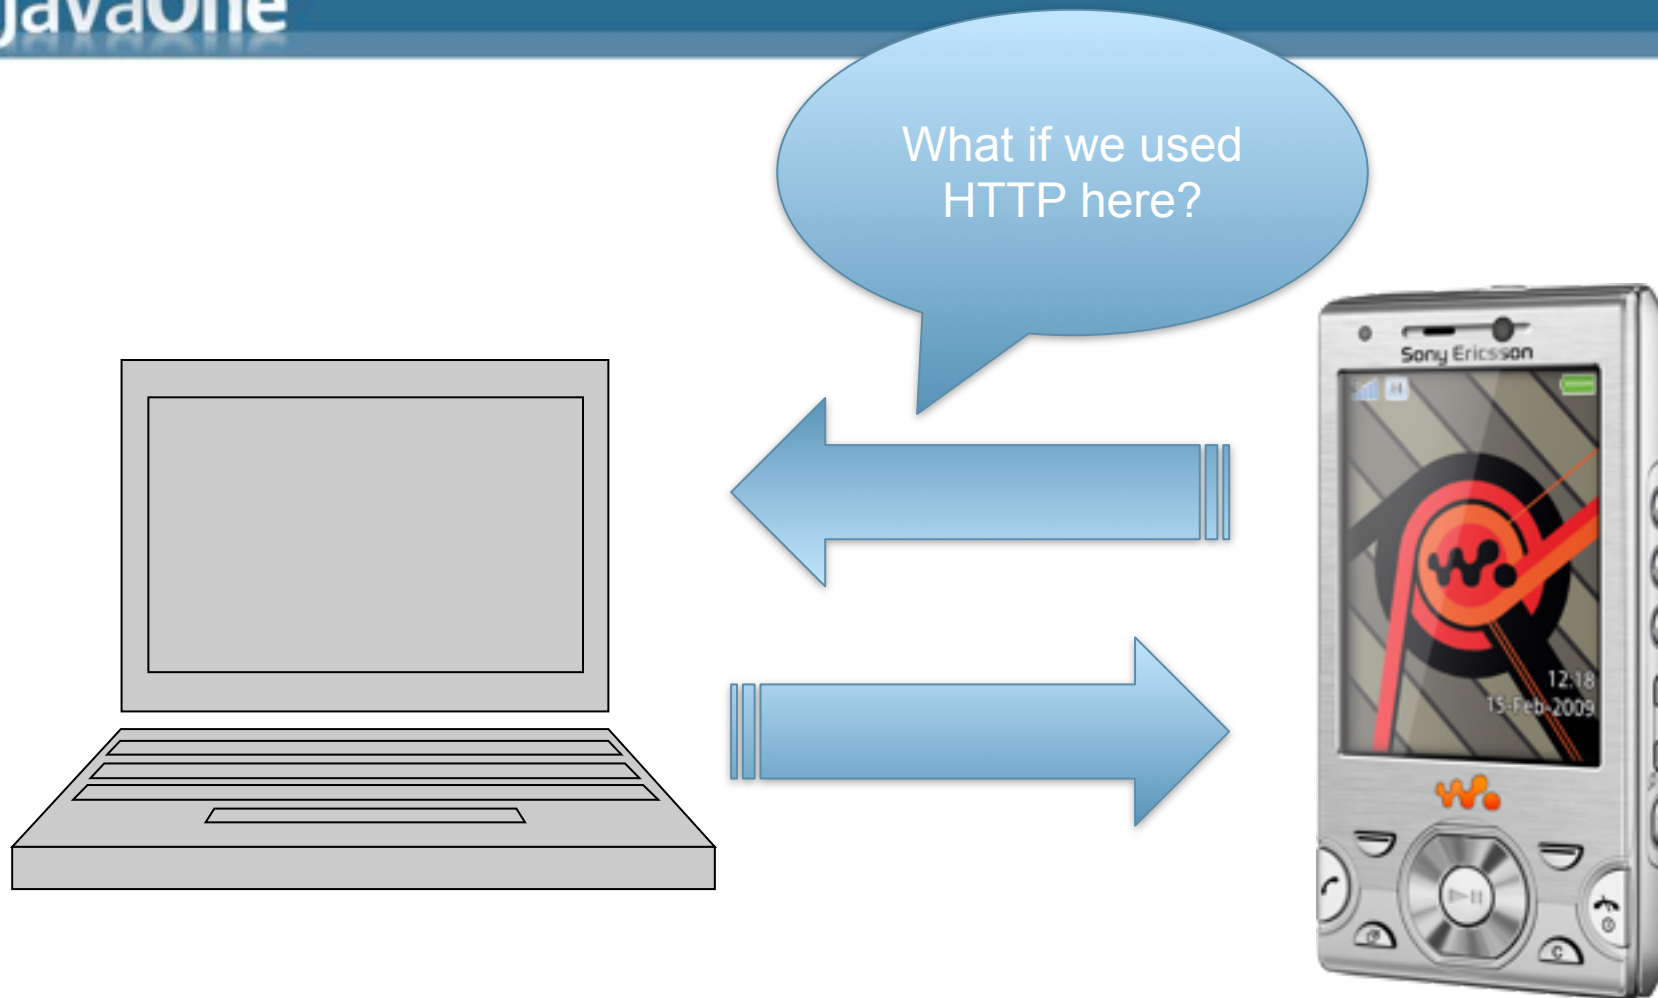 JavaOne
What if we used
HTTP here?
Sony Ericsson
12:18
15-Feb-2009
C